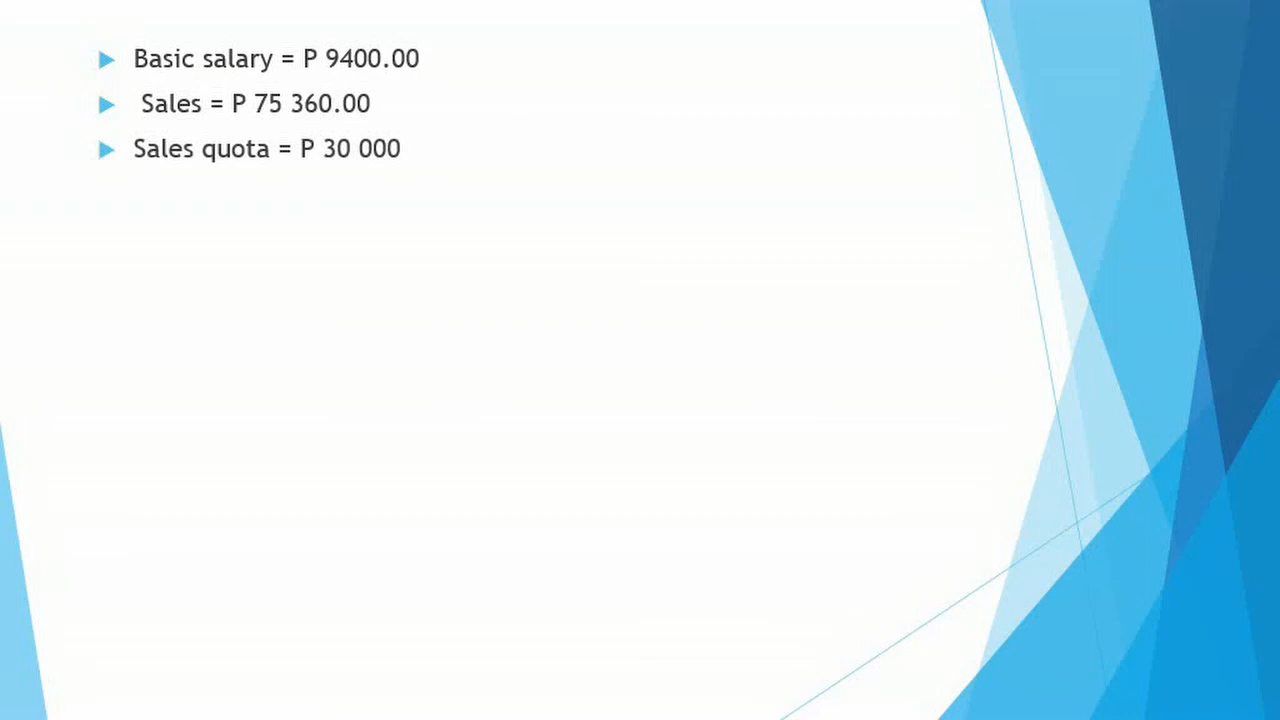 Basic salary = P 9400.00
Sales = P 75 360.00
Sales quota = P 30 000